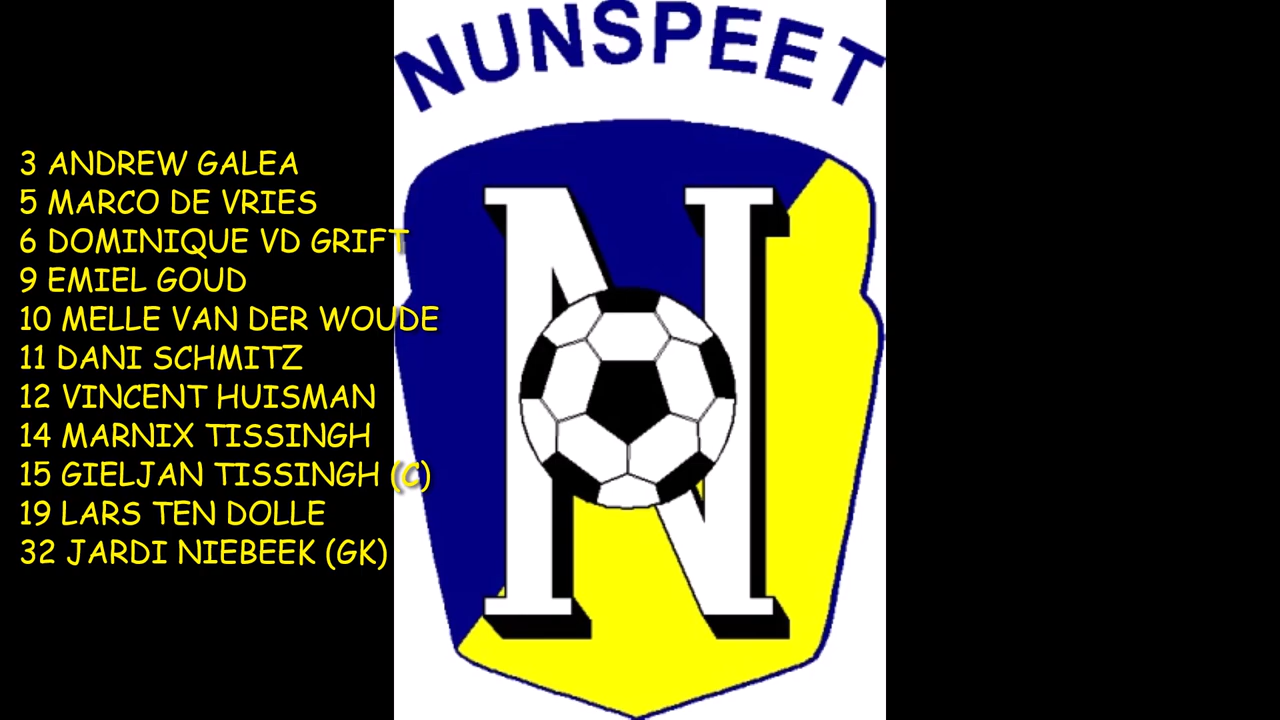 NUNSPEET
3 ANDREW GALEA
5 MARCO DE VRIES
6 DOMINIQUE VD GRIFT
9 EMIEL GOUD
10 MELLE VAN DER WOUDE
11 DANI SCHMITZ
12 VINCENT HUISMAN
14 MARNIX TISSINGH
15 GIELJAN TISSINGH (C)
19 LARS TEN DOLLE
32 JARDI NIEBEEK (GK)
N